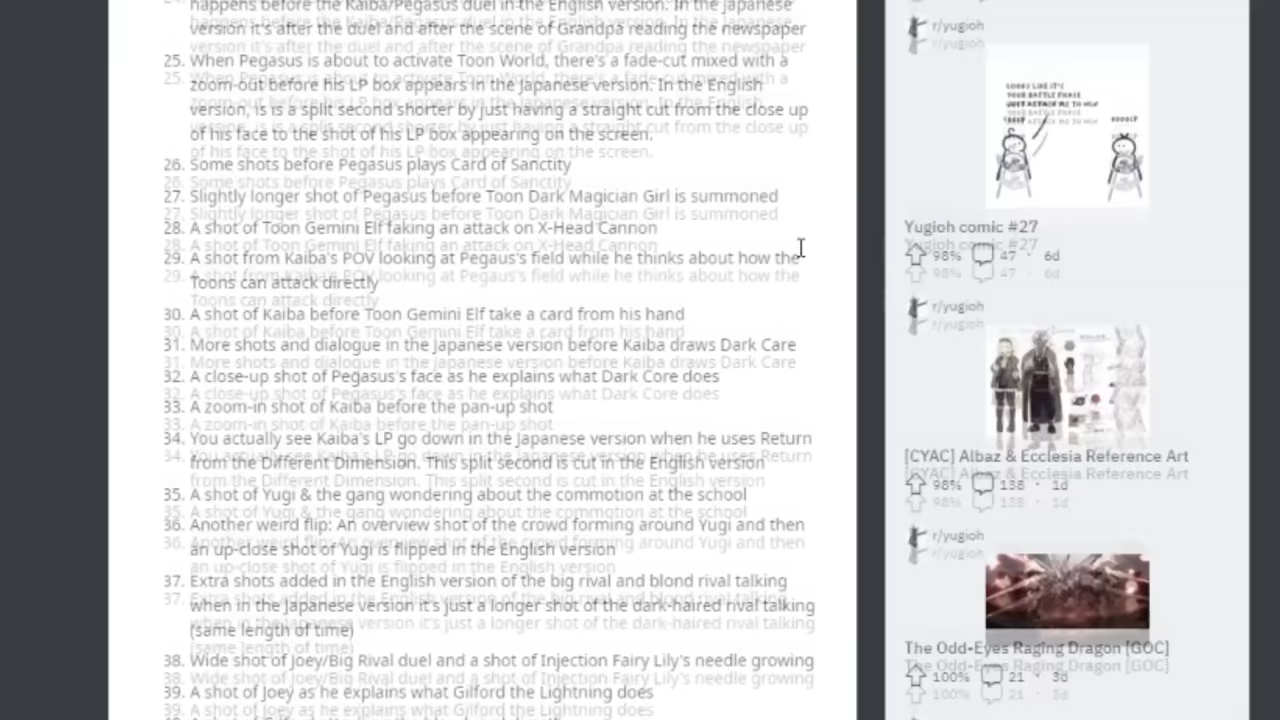 happens before the Kaiba/Pegasus duel in the English version. In the Japanese
version it's after the duel and after the scene of Grandpa reading the newspaper
25. When Pegasus is about to activate Toon World, there's a fade-cut mixed with a
zoom-out before his LP box appears in the Japanese version. In the English
version, is is a split second shorter by just having a straight cut from the close up
of his face to the shot of his LP box appearing on the screen.
26. Some shots before Pegasus plays Card of Sanctity
27. Slightly longer shot of Pegasus before Toon Dark Magician Girl is summoned
28. A shot of Toon Gemini Elf faking an attack on X-Head Cannon
29. A shot from Kaiba's POV looking at Pegaus's field while he thinks about how the
Toons can attack directly
30. A shot of Kaiba before Toon Gemini Elf take a card from his hand
31. More shots and dialogue in the Japanese version before Kaiba draws Dark Care
32. A close-up shot of Pegasus's face as he explains what Dark Core does
33. A zoom-in shot of Kaiba before the pan-up shot
34. You actually see Kaiba's LP go down in the Japanese version when he uses Return
from the Different Dimension. This split second is cut in the English version
35. A shot of Yugi & the gang wondering about the commotion at the school
36. Another weird flip: An overview shot of the crowd forming around Yugi and then
an up-close shot of Yugi is flipped in the English version
37. Extra shots added in the English version of the big rival and blond rival talking
when in the Japanese version it's just a longer shot of the dark-haired rival talking
(same length of time)
38. Wide shot of Joey/Big Rival duel and a shot of Injection Fairy Lily's needle growing
39. A shot of Joey as he explains what Gilford the Lightning does
r/yugioh
LOOKS LIKE IT'S
YOUR BATTLE PHASE
Yugioh comic #27
98% 47 · 6d
r/yugioh
[CYAC] Albaz & Ecclesia Reference Art
98% 138 · 1d
r/yugioh
The Odd-Eyes Raging Dragon [GOC]
100% 21 · 3d